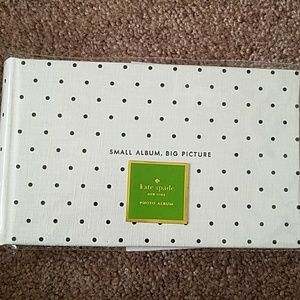 SMALL ALBUM, BIG PICTURE
kate spade
NEW YORK
PHOTO ALBUM